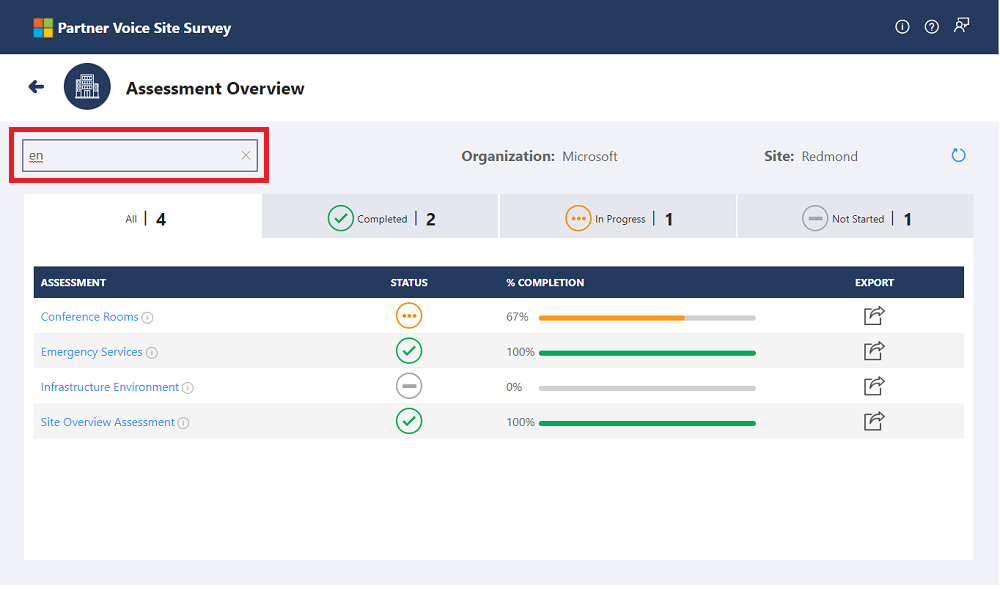 Partner Voice Site Survey
Assessment Overview
en
Organization: Microsoft
Site: Redmond
All | 4
Completed | 2
In Progress | 1
Not Started | 1
ASSESSMENT STATUS % COMPLETION EXPORT
Conference Rooms 67%
Emergency Services 100%
Infrastructure Environment 0%
Site Overview Assessment 100%